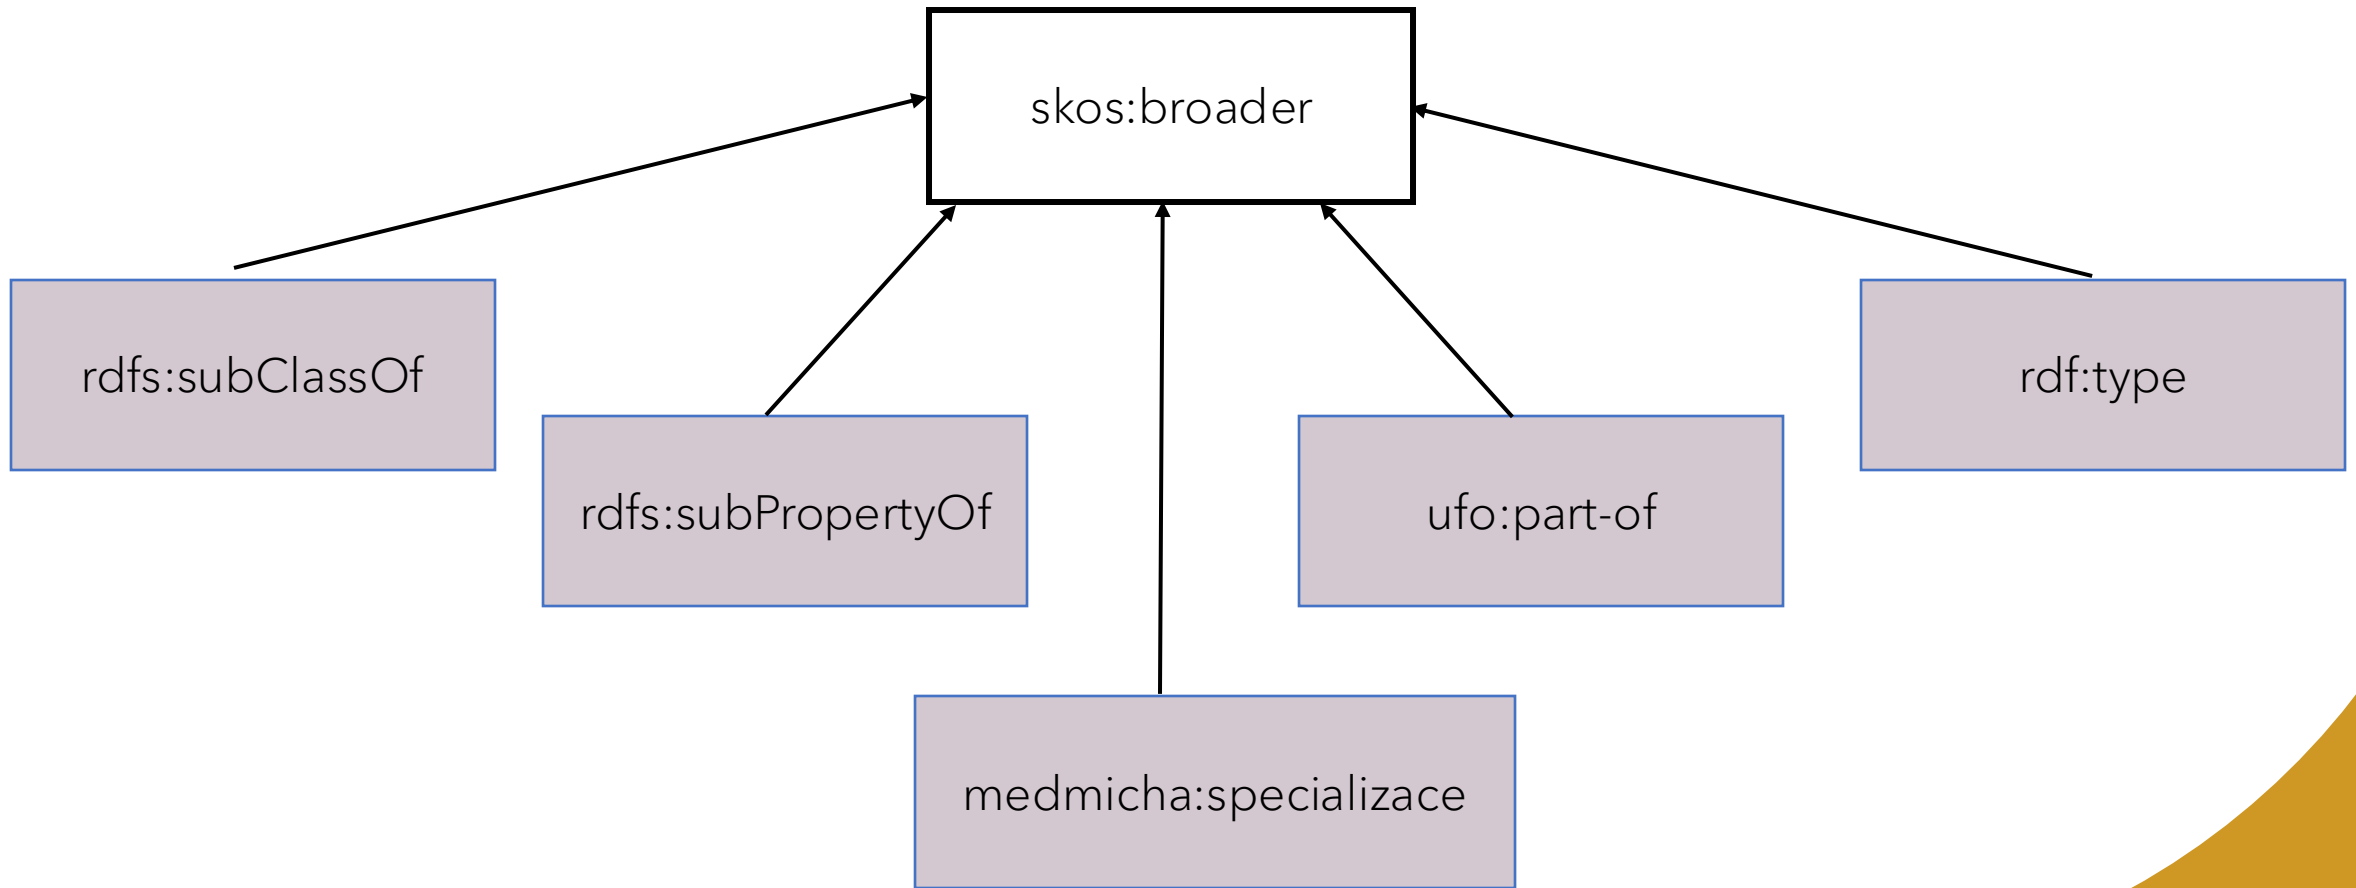 skos:broader
rdfs:subClassOf
rdf:type
rdfs:subPropertyOf
ufo:part-of
medmicha:specializace